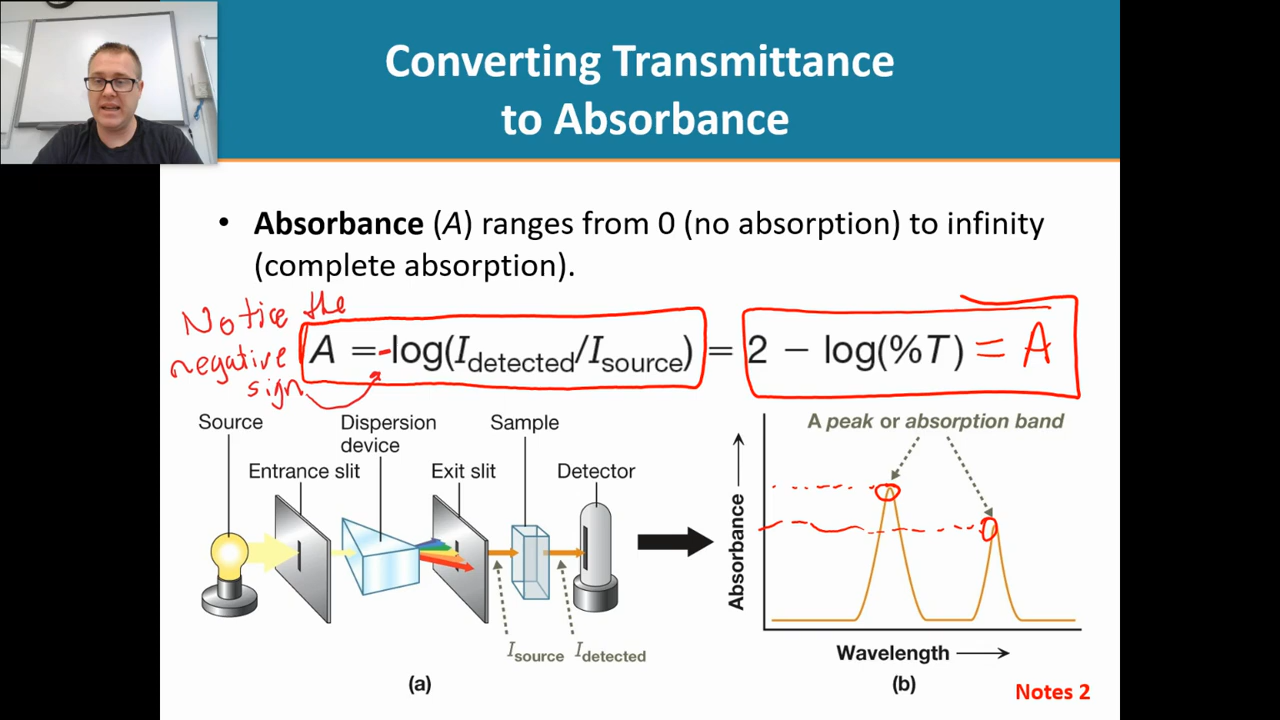 Converting Transmittance
to Absorbance
• Absorbance (A) ranges from 0 (no absorption) to infinity
(complete absorption).
Notice the
negative
sign
A = -log(Idetected/Isource) = 2 − log(%T) = A
Source
Dispersion
device
Sample
Entrance slit
Exit slit
Detector
Isource
Idetected
(a)
A peak or absorption band
Absorbance
Wavelength
(b)
Notes 2